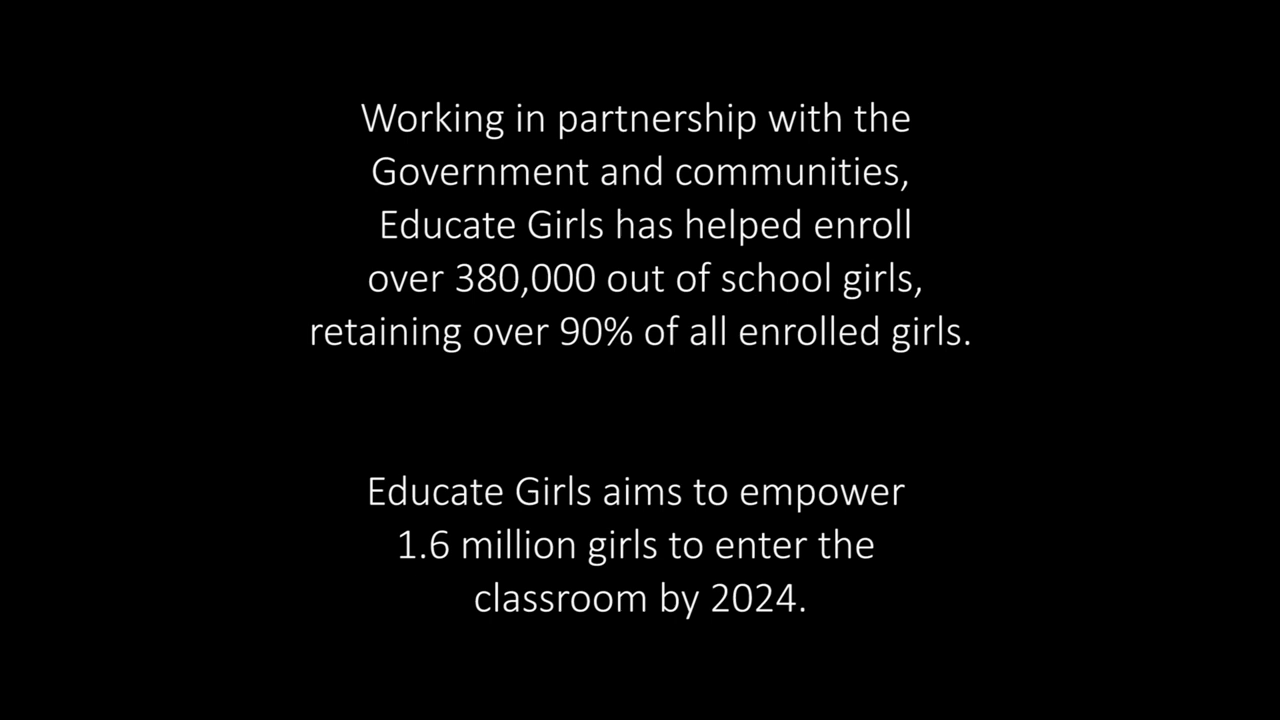 Working in partnership with the
Government and communities,
Educate Girls has helped enroll
over 380,000 out of school girls,
retaining over 90% of all enrolled girls.
Educate Girls aims to empower
1.6 million girls to enter the
classroom by 2024.